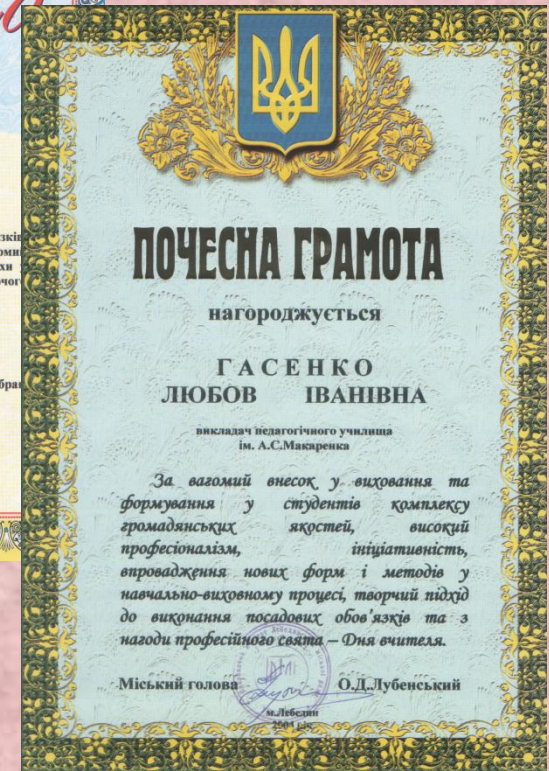 ПОЧЕСНА ГРАМОТА
нагороджується
ГАСЕНКО
ЛЮБОВ ІВАНІВНА
викладач педагогічного училища
ім. А.С.Макаренка
За вагомий внесок у виховання та
формування у студентів комплексу
громадянських якостей, високий
професіоналізм, ініціативність,
впровадження нових форм і методів у
навчально-виховному процесі, творчий підхід
до виконання посадових обов'язків та з
нагоди професійного свята – Дня вчителя.
Міський голова О.Д.Лубенський
м.Лебедин
2004 рік